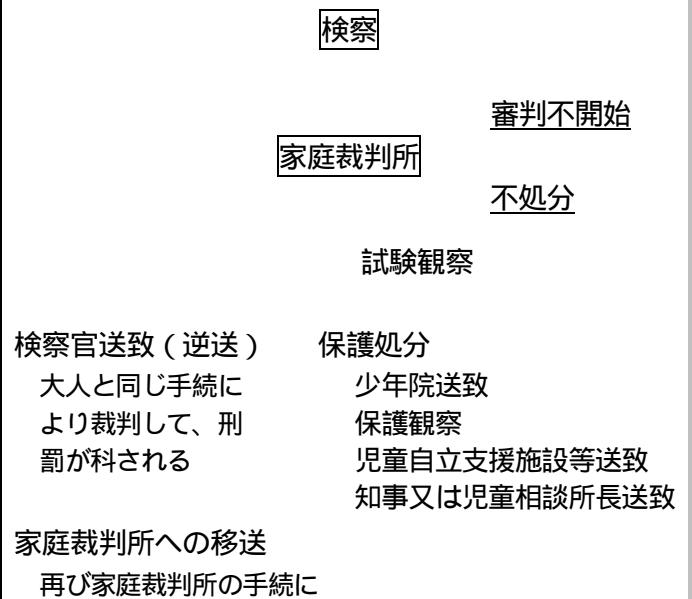 検察
審判不開始
家庭裁判所
不処分
試験観察
検察官送致（逆送）
大人と同じ手続に
より裁判して、刑
罰が科される
保護処分
少年院送致
保護観察
児童自立支援施設等送致
知事又は児童相談所長送致
家庭裁判所への移送
再び家庭裁判所の手続に